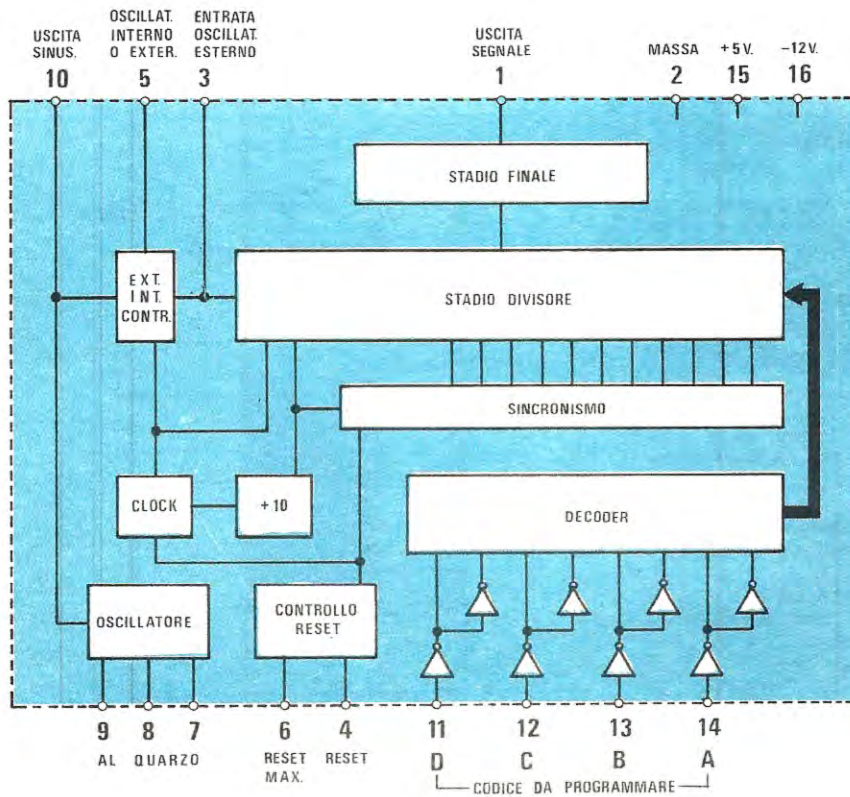 USCITA
SINUS.
10
OSCILLAT.
INTERNO
O EXTER.
5
ENTRATA
OSCILLAT.
ESTERNO
3
USCITA
SEGNALE
1
MASSA
2
+5 V.
15
-12 V.
16
STADIO FINALE
EXT.
INT.
CONTR.
STADIO DIVISORE
SINCRONISMO
CLOCK
+10
DECODER
OSCILLATORE
CONTROLLO
RESET
9
8
7
AL QUARZO
6
RESET
MAX.
4
RESET
11
D
12
C
13
B
14
A
CODICE DA PROGRAMMARE